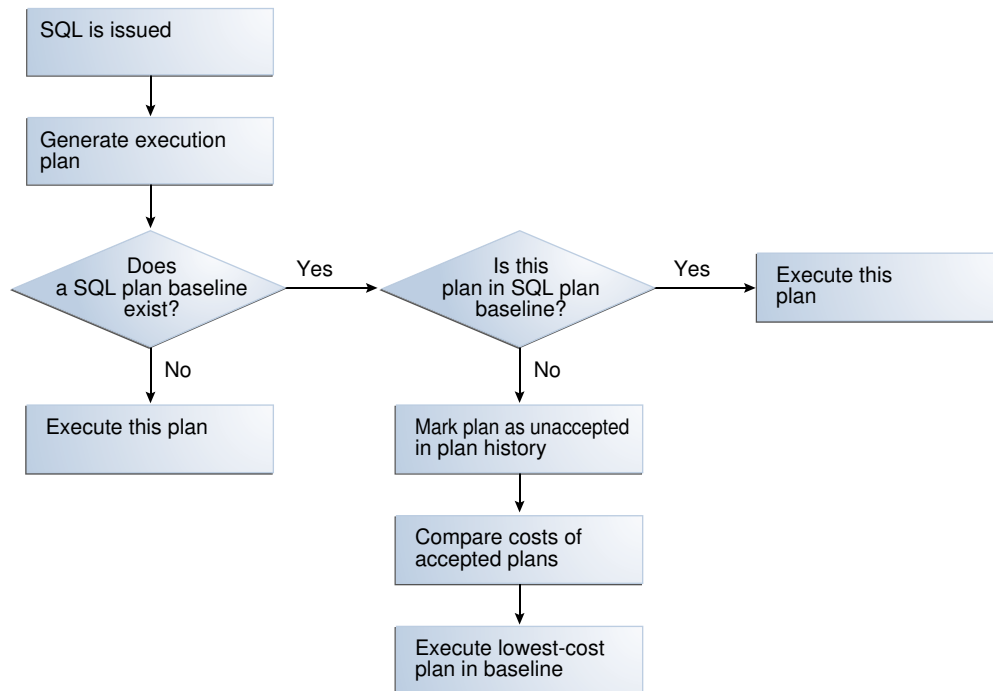 SQL is issued
Generate execution
plan
Does
a SQL plan baseline
exist?
Yes
Is this
plan in SQL plan
baseline?
Yes
Execute this
plan
No
Execute this plan
No
Mark plan as unaccepted
in plan history
Compare costs of
accepted plans
Execute lowest-cost
plan in baseline